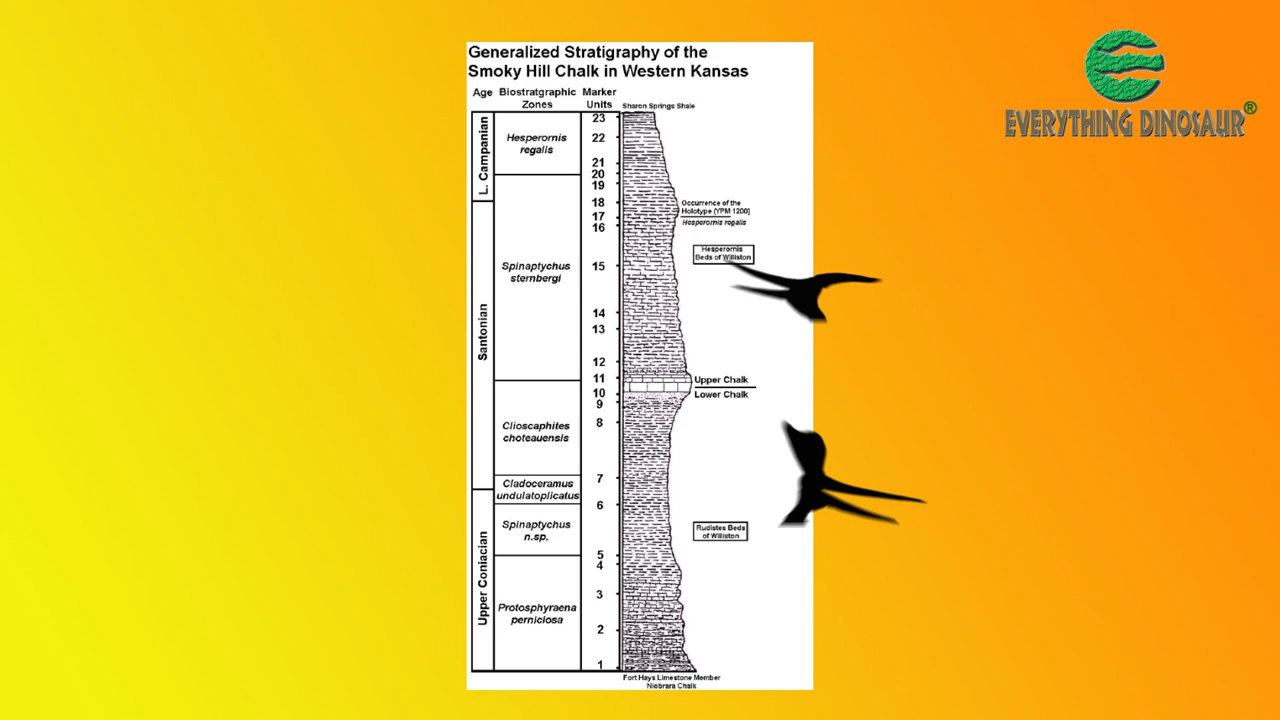 Generalized Stratigraphy of the
Smoky Hill Chalk in Western Kansas
Age
Biostratgraphic
Zones
Marker
Units
Sharon Springs Shale
L. Campanian
Santonian
Upper Coniacian
Hesperornis
regalis
Spinaptychus
sternbergi
Clioscaphites
choteauensis
Cladoceramus
undulatoplicatus
Spinaptychus
n.sp.
Protosphyraena
perniciosa
23
22
21
20
19
18
17
16
15
14
13
12
11
10
9
8
7
6
5
4
3
2
1
Occurrence of the
Holotype (YPM 1200)
Hesperornis regalis
Hesperornis
Beds of Williston
Upper Chalk
Lower Chalk
Rudistes Beds
of Williston
Fort Hays Limestone Member
Niobrara Chalk
EVERYTHING DINOSAUR®